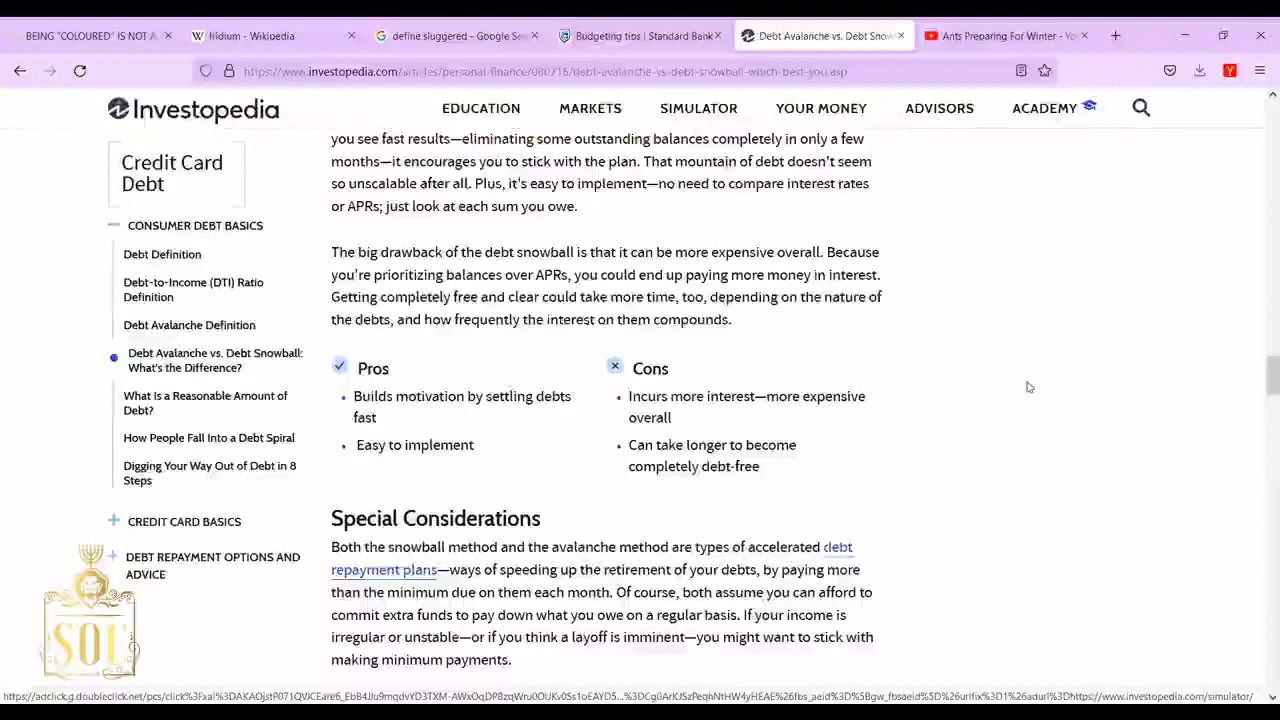 BEING "COLOURED" IS NOT A
Iridium - Wikipedia
define sluggered - Google Se
Budgeting tips | Standard Bank
Debt Avalanche vs. Debt Snow
Ants Preparing For Winter - Yo
https://www.investopedia.com/articles/personal-finance/080716/debt-avalanche-vs-debt-snowball-which-best-you.asp
Investopedia
EDUCATION MARKETS SIMULATOR YOUR MONEY ADVISORS ACADEMY
Credit Card
Debt
CONSUMER DEBT BASICS
Debt Definition
Debt-to-Income (DTI) Ratio
Definition
Debt Avalanche Definition
Debt Avalanche vs. Debt Snowball:
What's the Difference?
What Is a Reasonable Amount of
Debt?
How People Fall Into a Debt Spiral
Digging Your Way Out of Debt in 8
Steps
CREDIT CARD BASICS
DEBT REPAYMENT OPTIONS AND
ADVICE
you see fast results—eliminating some outstanding balances completely in only a few
months—it encourages you to stick with the plan. That mountain of debt doesn't seem
so unscalable after all. Plus, it's easy to implement—no need to compare interest rates
or APRs; just look at each sum you owe.
The big drawback of the debt snowball is that it can be more expensive overall. Because
you're prioritizing balances over APRs, you could end up paying more money in interest.
Getting completely free and clear could take more time, too, depending on the nature of
the debts, and how frequently the interest on them compounds.
Pros
Builds motivation by settling debts
fast
Easy to implement
Cons
Incurs more interest—more expensive
overall
Can take longer to become
completely debt-free
Special Considerations
Both the snowball method and the avalanche method are types of accelerated debt
repayment plans—ways of speeding up the retirement of your debts, by paying more
than the minimum due on them each month. Of course, both assume you can afford to
commit extra funds to pay down what you owe on a regular basis. If your income is
irregular or unstable—or if you think a layoff is imminent—you might want to stick with
making minimum payments.
SOC